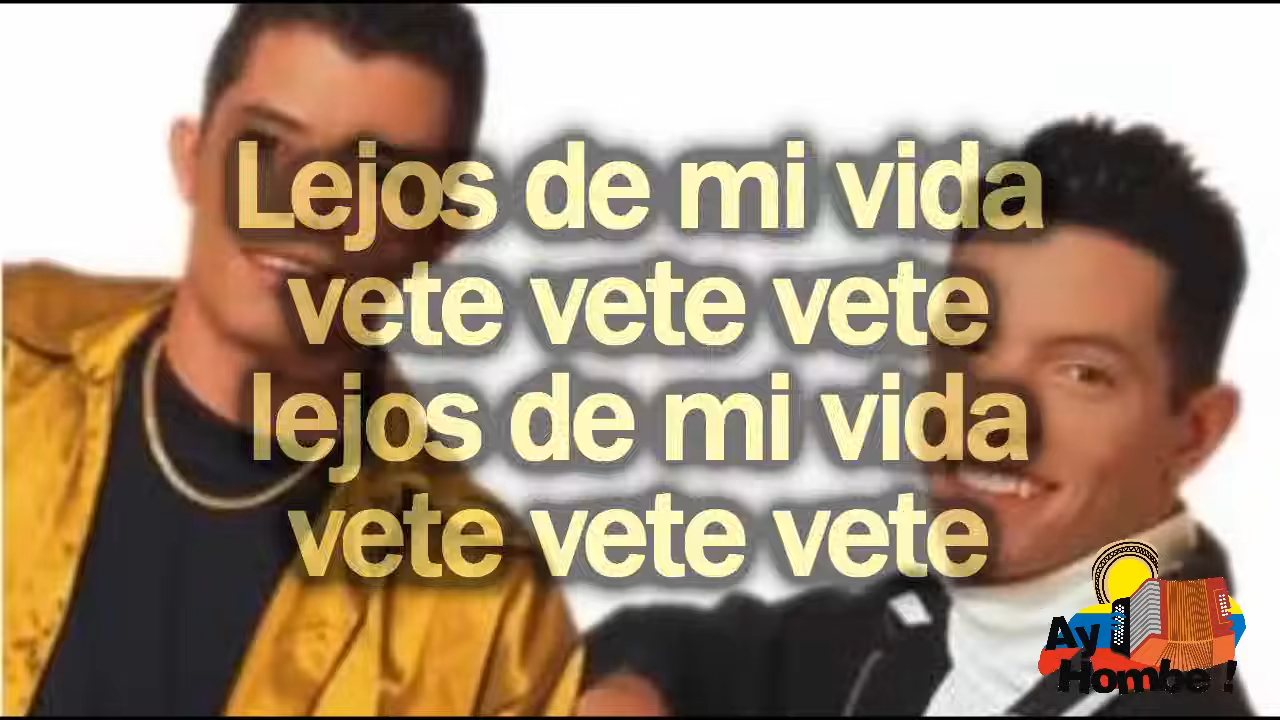 Lejos de mi vida
vete vete vete
lejos de mi vida
vete vete vete
Ay
Hombe !